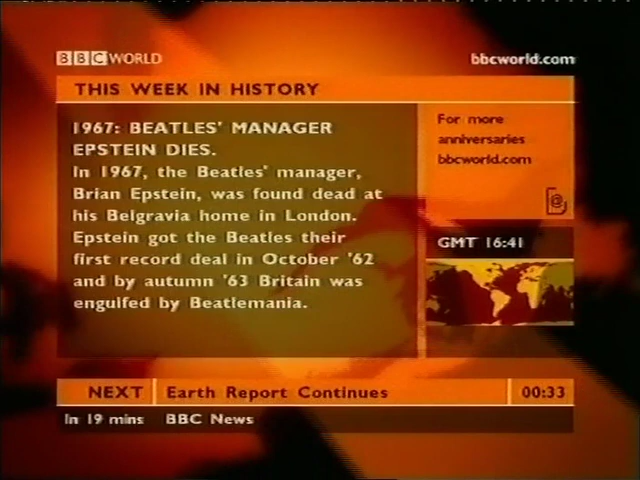 BBC WORLD
bbcworld.com
THIS WEEK IN HISTORY
1967: BEATLES' MANAGER
EPSTEIN DIES.
In 1967, the Beatles' manager,
Brian Epstein, was found dead at
his Belgravia home in London.
Epstein got the Beatles their
first record deal in October '62
and by autumn '63 Britain was
engulfed by Beatlemania.
For more
anniversaries
bbcworld.com
@
GMT 16:41
NEXT Earth Report Continues 00:33
In 19 mins BBC News